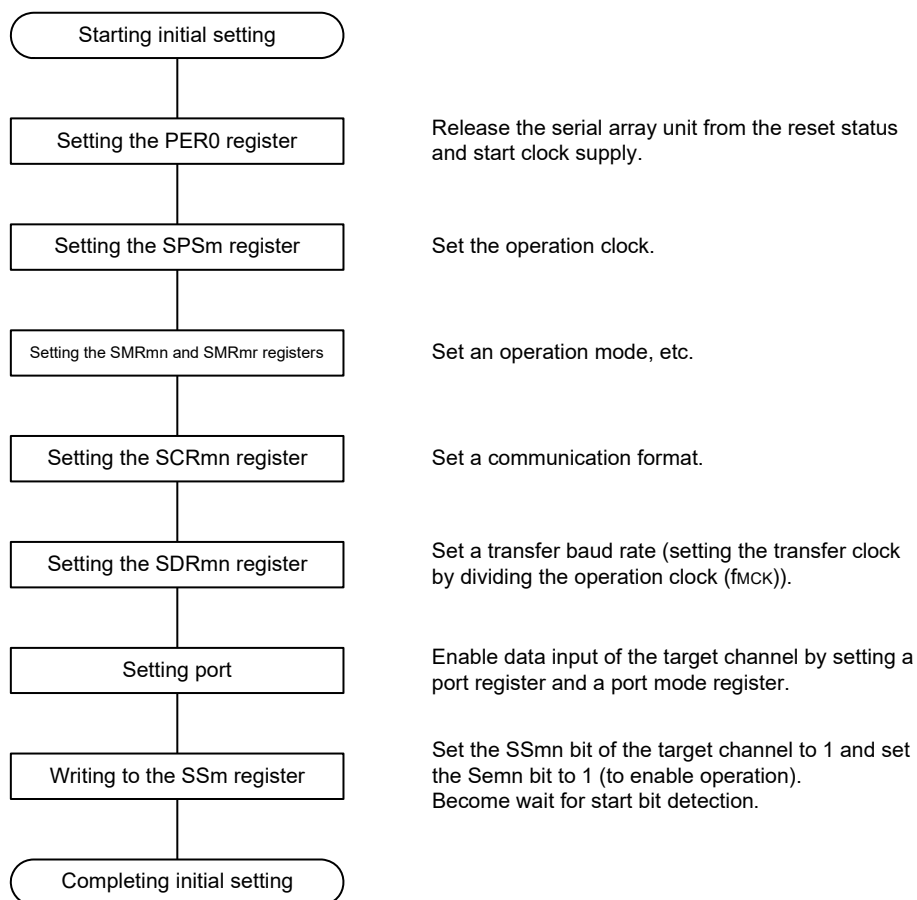 Starting initial setting
Setting the PER0 register
Release the serial array unit from the reset status
and start clock supply.
Setting the SPSm register
Set the operation clock.
Setting the SMRmn and SMRmr registers
Set an operation mode, etc.
Setting the SCRmn register
Set a communication format.
Setting the SDRmn register
Set a transfer baud rate (setting the transfer clock
by dividing the operation clock (fMCK)).
Setting port
Enable data input of the target channel by setting a
port register and a port mode register.
Writing to the SSm register
Set the SSmn bit of the target channel to 1 and set
the Semn bit to 1 (to enable operation).
Become wait for start bit detection.
Completing initial setting